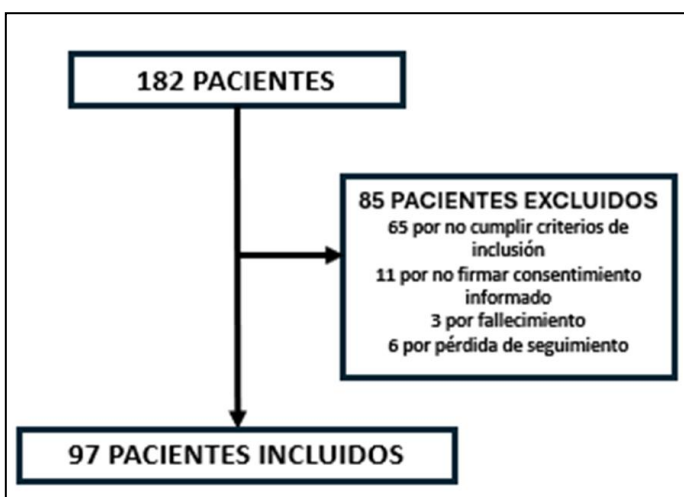 182 PACIENTES
85 PACIENTES EXCLUIDOS
65 por no cumplir criterios de
inclusión
11 por no firmar consentimiento
informado
3 por fallecimiento
6 por pérdida de seguimiento
97 PACIENTES INCLUIDOS